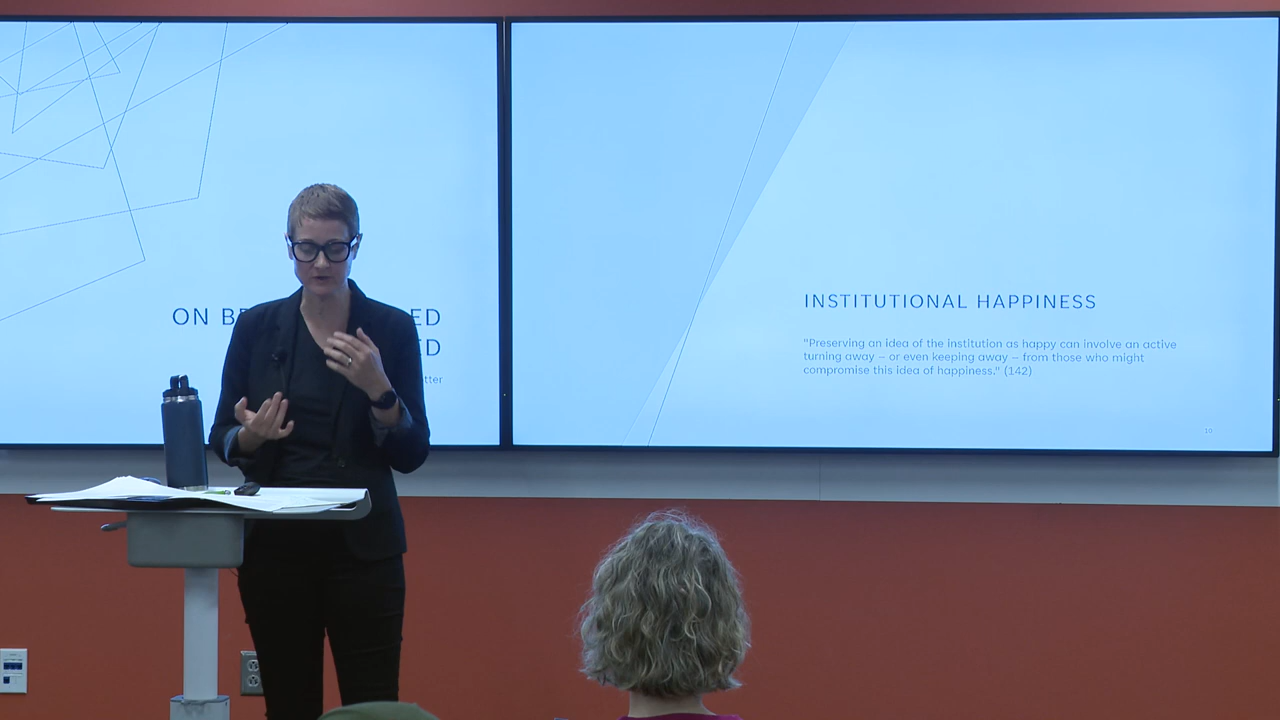 ON
ED
ED
tter
INSTITUTIONAL HAPPINESS
"Preserving an idea of the institution as happy can involve an active
turning away – or even keeping away – from those who might
compromise this idea of happiness." (142)
10